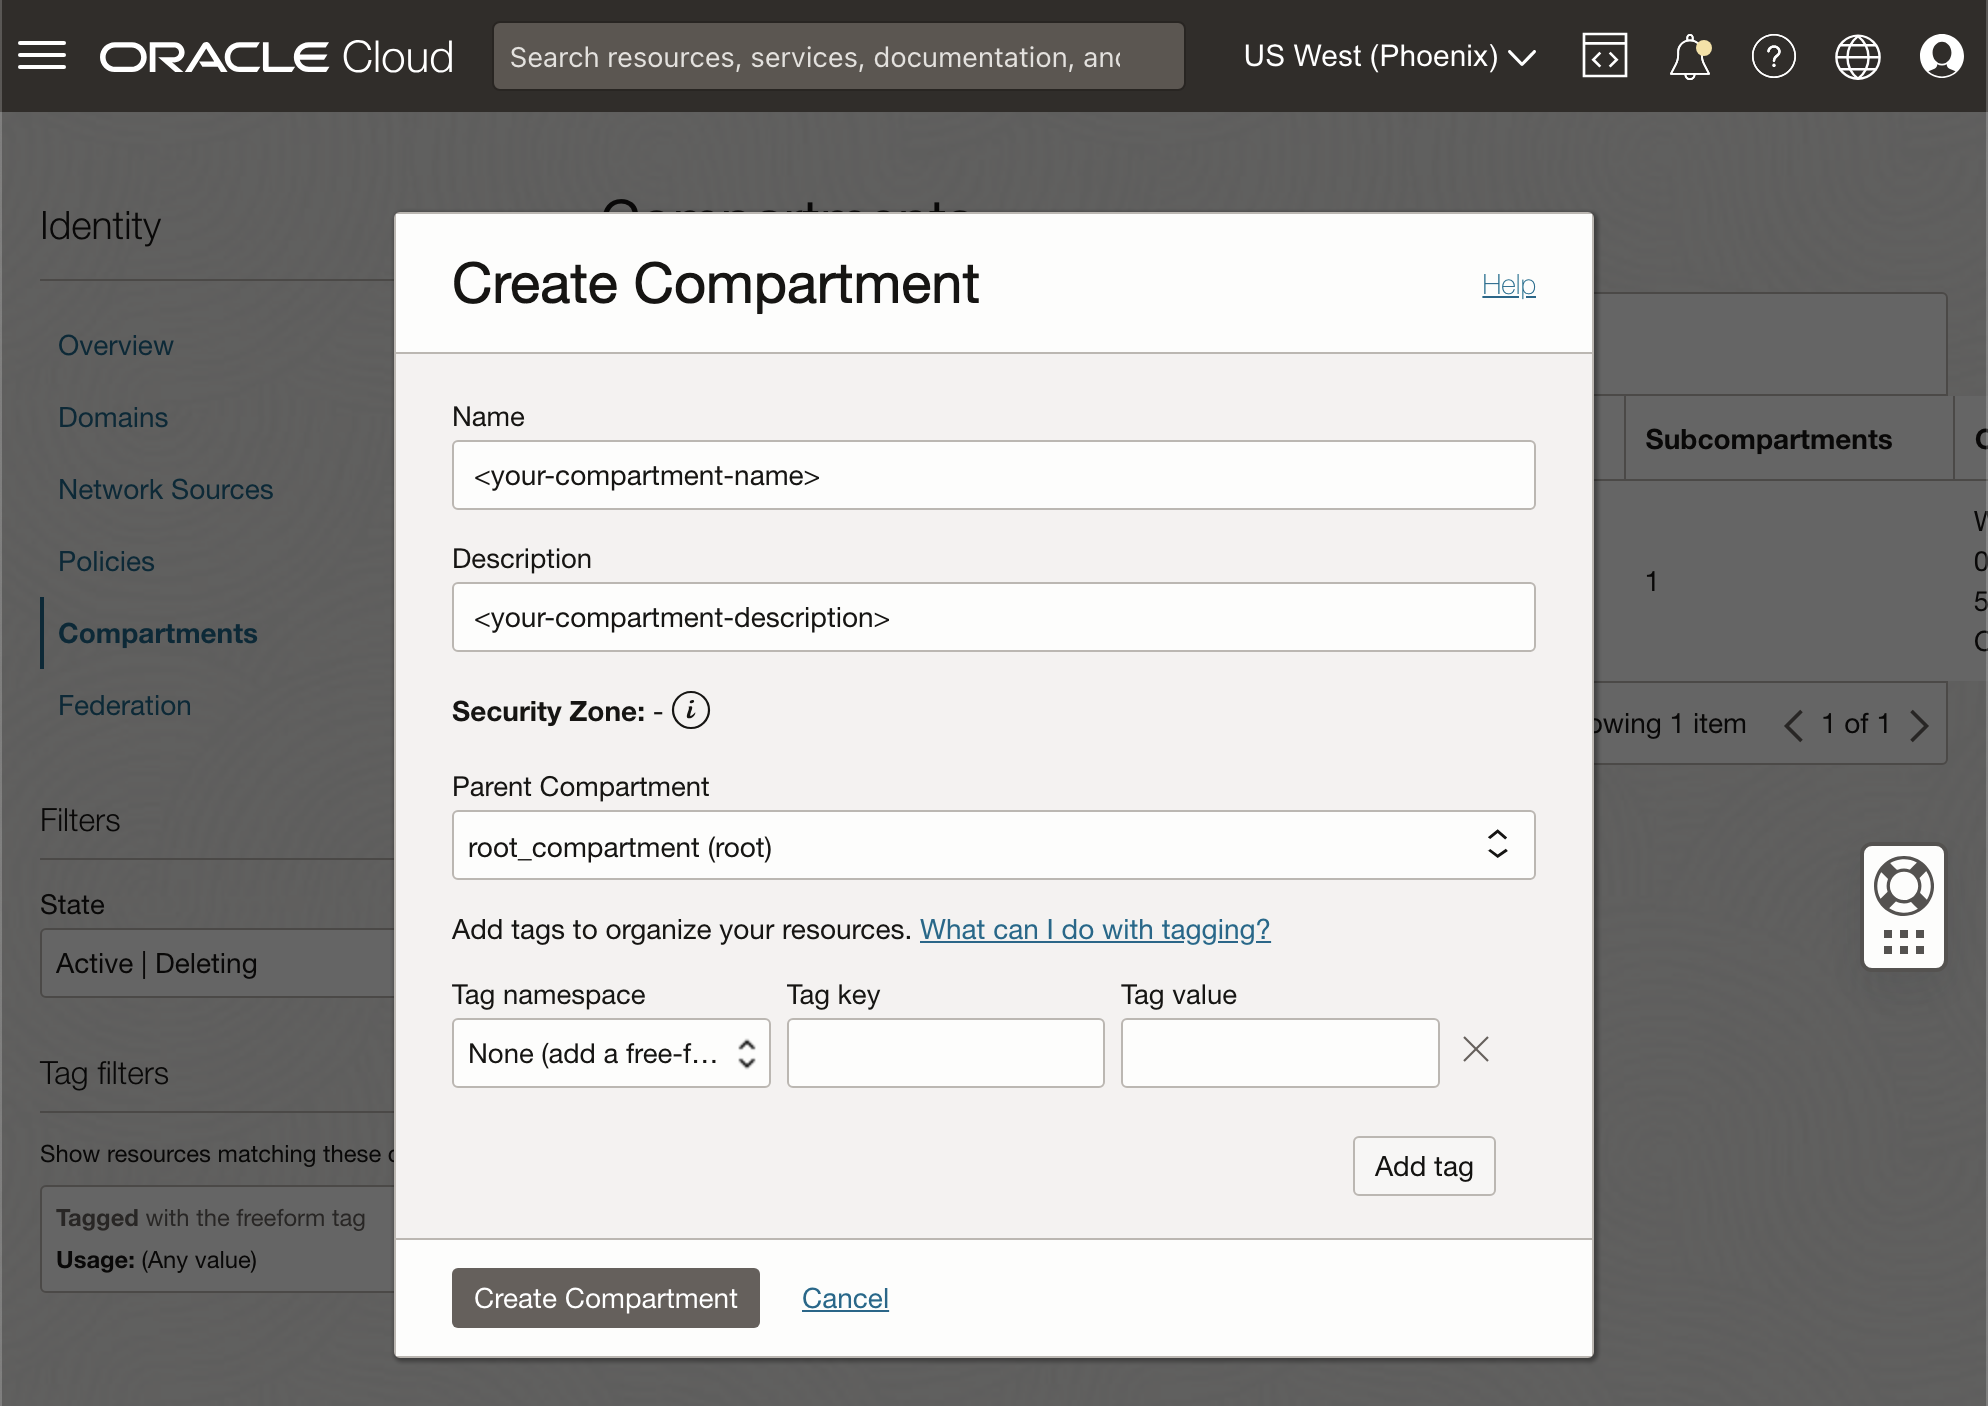 ORACLE Cloud
Search resources, services, documentation, and
US West (Phoenix)
Identity
Overview
Domains
Network Sources
Policies
Compartments
Federation
Filters
State
Active | Deleting
Tag filters
Show resources matching these
Tagged with the freeform tag
Usage: (Any value)
Compartments
Create Compartment
Help
Name
<your-compartment-name>
Description
<your-compartment-description>
Security Zone: -
Parent Compartment
root_compartment (root)
Add tags to organize your resources. What can I do with tagging?
Tag namespace Tag key Tag value
None (add a free-f...
Add tag
Create Compartment
Cancel
Subcompartments
1
owing 1 item
1 of 1